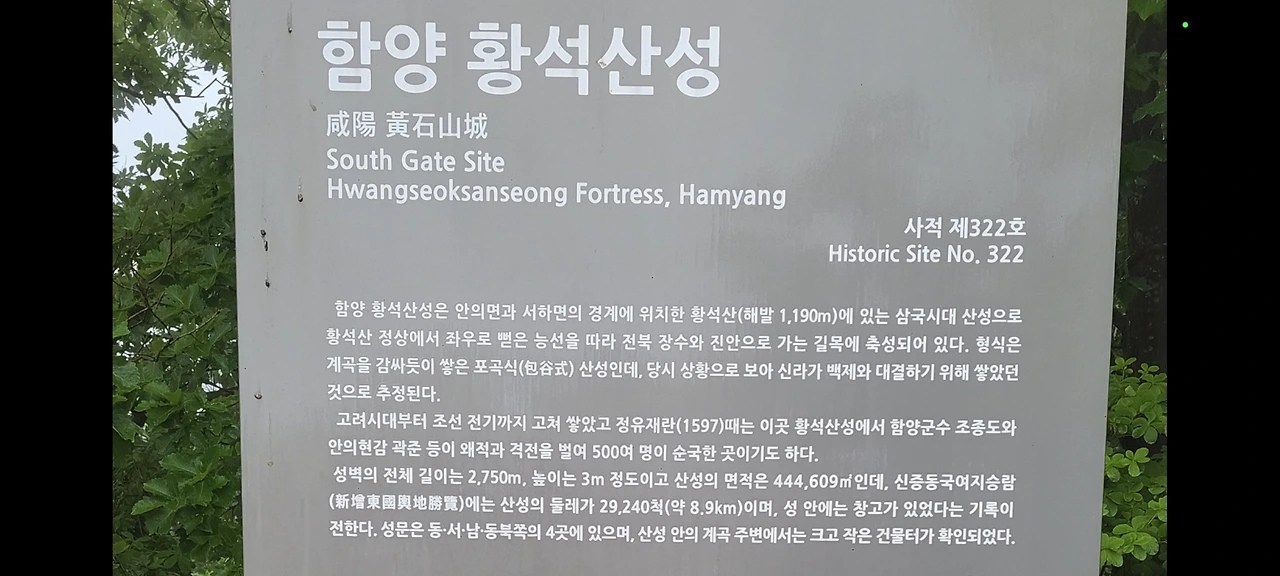 함양 황석산성
咸陽 黃石山城
South Gate Site
Hwangseoksanseong Fortress, Hamyang
사적 제322호
Historic Site No. 322
함양 황석산성은 안의면과 서하면의 경계에 위치한 황석산(해발 1,190m)에 있는 삼국시대 산성으로
황석산 정상에서 좌우로 뻗은 능선을 따라 전북 장수와 진안으로 가는 길목에 축성되어 있다. 형식은
계곡을 감싸듯이 쌓은 포곡식(包谷式) 산성인데, 당시 상황으로 보아 신라가 백제와 대결하기 위해 쌓았던
것으로 추정된다.
고려시대부터 조선 전기까지 고쳐 쌓았고 정유재란(1597)때는 이곳 황석산성에서 함양군수 조종도와
안의현감 곽준 등이 왜적과 격전을 벌여 500여 명이 순국한 곳이기도 하다.
성벽의 전체 길이는 2,750m, 높이는 3m 정도이고 산성의 면적은 444,609㎡인데, 신증동국여지승람
(新增東國輿地勝覽)에는 산성의 둘레가 29,240척(약 8.9km)이며, 성 안에는 창고가 있었다는 기록이
전한다. 성문은 동·서·남·동북쪽의 4곳에 있으며, 산성 안의 계곡 주변에서는 크고 작은 건물터가 확인되었다.